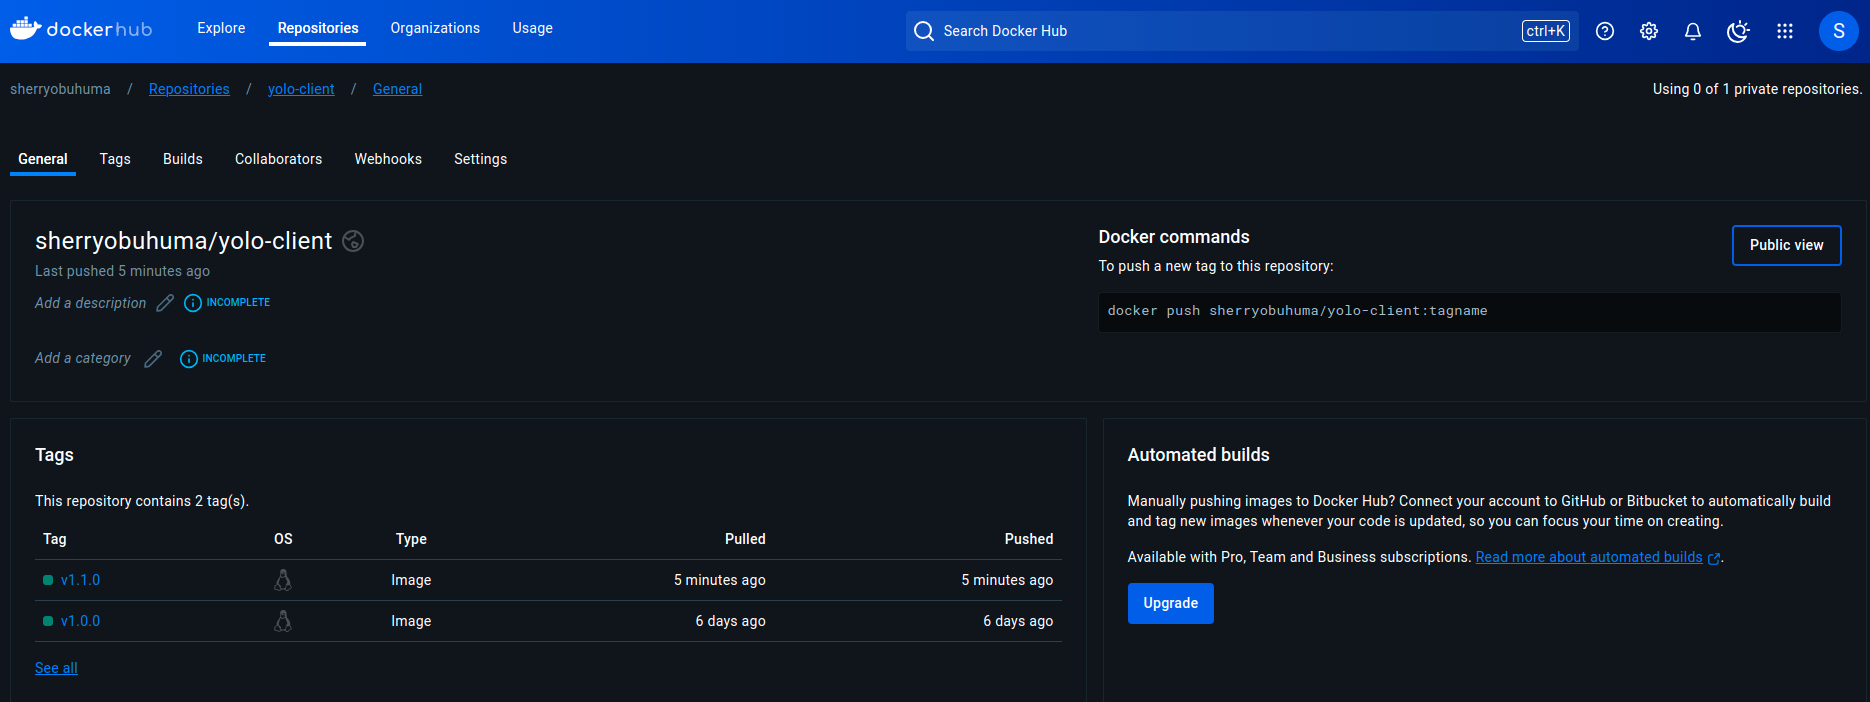 dockerhub
Explore Repositories Organizations Usage
Search Docker Hub ctrl+K
S
sherryobuhuma / Repositories / yolo-client / General
Using 0 of 1 private repositories.
General Tags Builds Collaborators Webhooks Settings
sherryobuhuma/yolo-client
Last pushed 5 minutes ago
Add a description INCOMPLETE
Add a category INCOMPLETE
Docker commands
Public view
To push a new tag to this repository:
docker push sherryobuhuma/yolo-client:tagname
Tags
This repository contains 2 tag(s).
Tag OS Type Pulled Pushed
v1.1.0 Image 5 minutes ago 5 minutes ago
v1.0.0 Image 6 days ago 6 days ago
See all
Automated builds
Manually pushing images to Docker Hub? Connect your account to GitHub or Bitbucket to automatically build
and tag new images whenever your code is updated, so you can focus your time on creating.
Available with Pro, Team and Business subscriptions. Read more about automated builds .
Upgrade